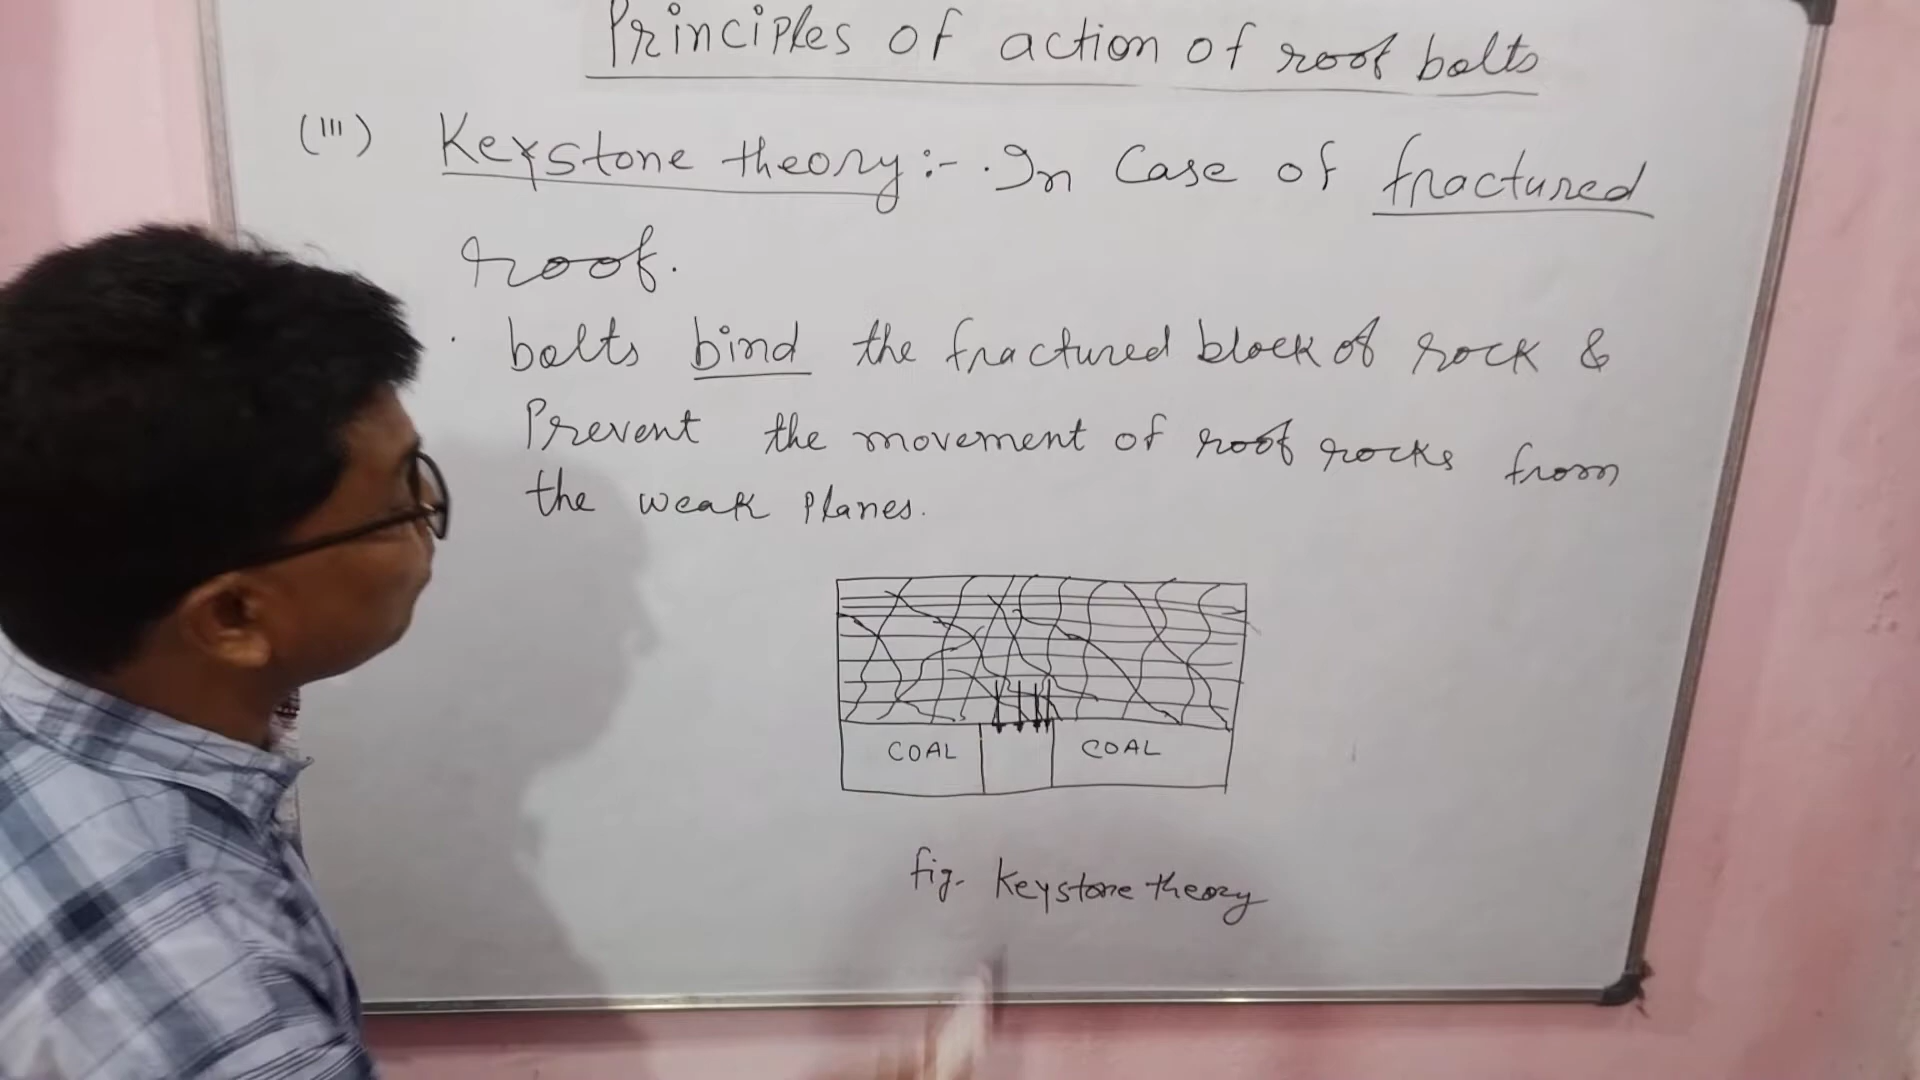 Principles of action of roof bolts
(III) Keystone theory:- In Case of fractured
roof.
bolts bind the fractured block of rock &
Prevent the movement of roof rocks from
the weak Planes.
COAL COAL
fig. Keystone theory